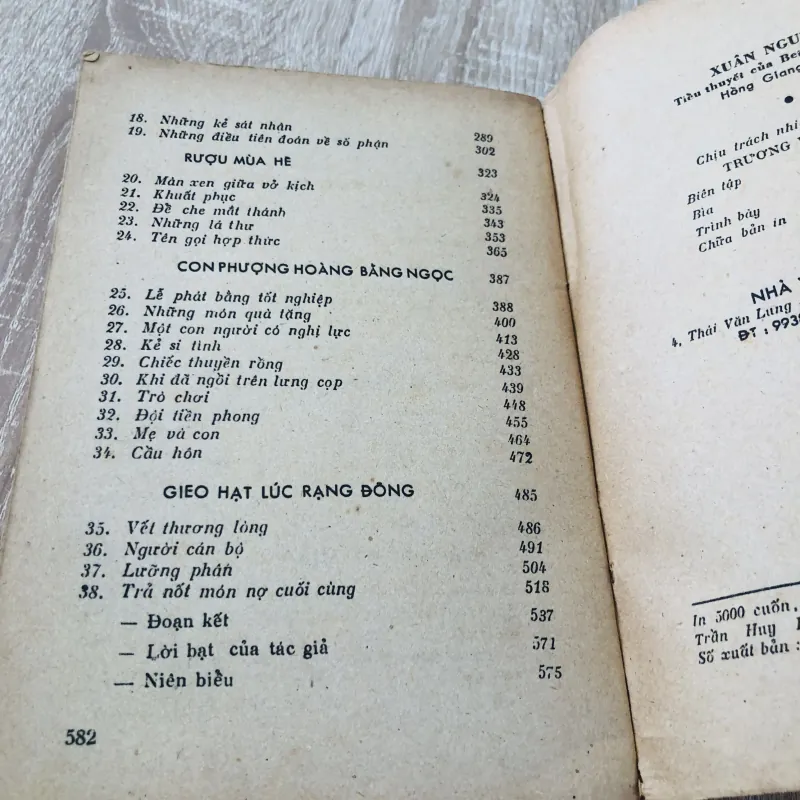 18. Những kẻ sát nhân 289
19. Những điều tiên đoán về số phận 302
RƯỢU MÙA HÈ 323
20. Màn xen giữa vở kịch 324
21. Khuất phục 335
22. Đề che mắt thánh 343
23. Những lá thư 353
24. Tên gọi hợp thức 365
CON PHƯỢNG HOÀNG BẰNG NGỌC 387
25. Lễ phát bằng tốt nghiệp 388
26. Những món quà tặng 400
27. Một con người có nghị lực 413
28. Kẻ si tình 428
29. Chiếc thuyền rồng 433
30. Khi đã ngồi trên lưng cọp 439
31. Trò chơi 448
32. Đội tiền phong 455
33. Mẹ và con 464
34. Cầu hôn 472
GIEO HẠT LÚC RẠNG ĐÔNG 485
35. Vết thương lòng 486
36. Người cán bộ 491
37. Lưỡng phán 504
38. Trả nốt món nợ cuối cùng 518
— Đoạn kết 537
— Lời bạt của tác giả 571
— Niên biểu 575
582
XUÂN
Tiểu thuyết của
Hồng Giang
Chịu trách
TRƯƠNG
Biên tập
Bìa
Trình bày
Chữa bản in
NHÀ
4. Thái Văn Lung
ĐT : 993
In 5000 cuốn,
Trần Huy
Số xuất bản :